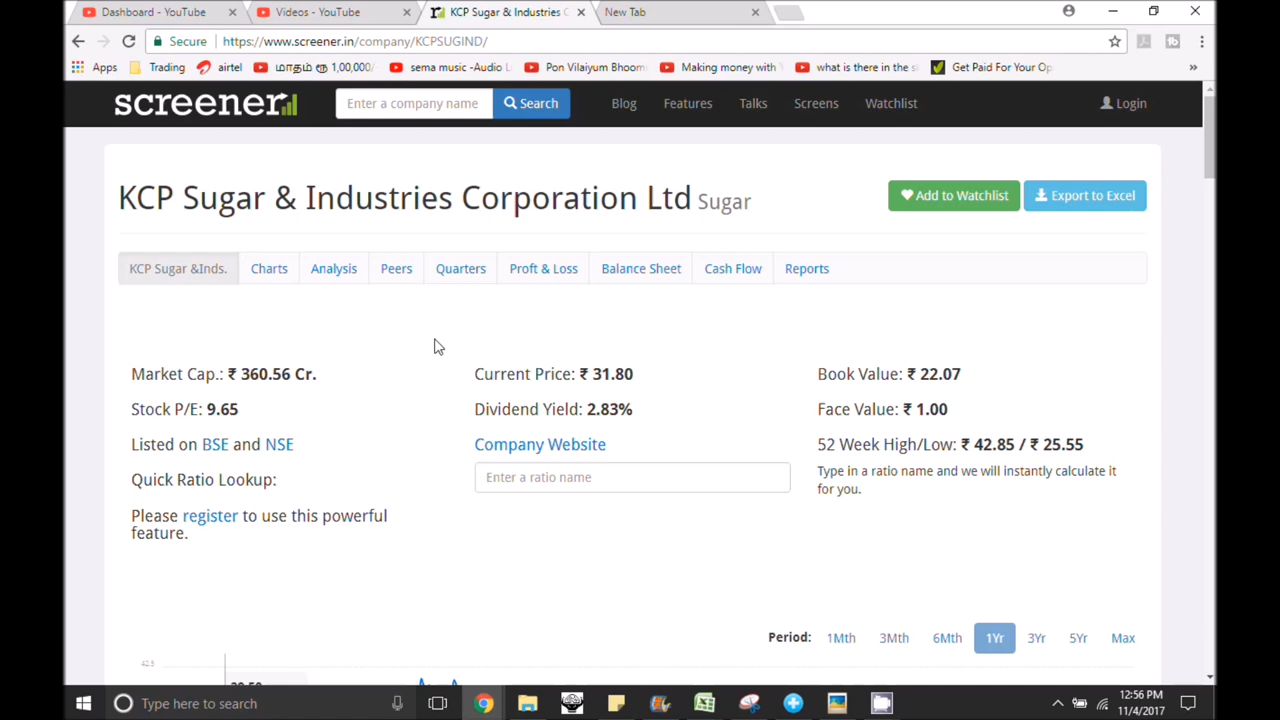 Dashboard - YouTube
Videos - YouTube
KCP Sugar & Industries C
New Tab
Secure
https://www.screener.in/company/KCPSUGIND/
Apps
Trading
airtel
மாதம் ரூ 1,00,000/
sema music -Audio L
Pon Vilaiyum Bhoom
Making money with
what is there in the s
Get Paid For Your Op
»
screener
Enter a company name
Search
Blog
Features
Talks
Screens
Watchlist
Login
KCP Sugar & Industries Corporation Ltd Sugar
Add to Watchlist
Export to Excel
KCP Sugar &Inds.
Charts
Analysis
Peers
Quarters
Profit & Loss
Balance Sheet
Cash Flow
Reports
Market Cap.: ₹ 360.56 Cr.
Current Price: ₹ 31.80
Book Value: ₹ 22.07
Stock P/E: 9.65
Dividend Yield: 2.83%
Face Value: ₹ 1.00
Listed on BSE and NSE
Company Website
52 Week High/Low: ₹ 42.85 / ₹ 25.55
Quick Ratio Lookup:
Enter a ratio name
Type in a ratio name and we will instantly calculate it
for you.
Please register to use this powerful
feature.
Period:
1Mth
3Mth
6Mth
1Yr
3Yr
5Yr
Max
42.5
Type here to search
12:56 PM
11/4/2017